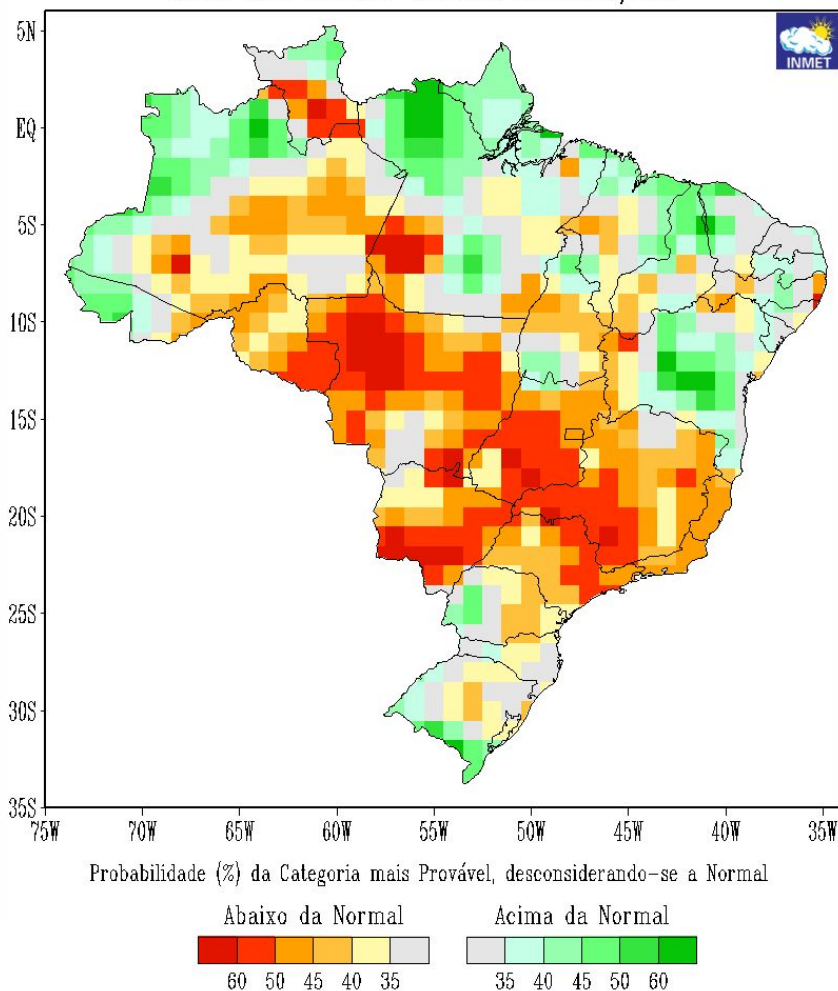 INMET
5N
EQ
5S
10S
15S
20S
25S
30S
35S
75W 70W 65W 60W 55W 50W 45W 40W 35W
Probabilidade (%) da Categoria mais Provável, desconsiderando-se a Normal
Abaixo da Normal Acima da Normal
60 50 45 40 35 35 40 45 50 60